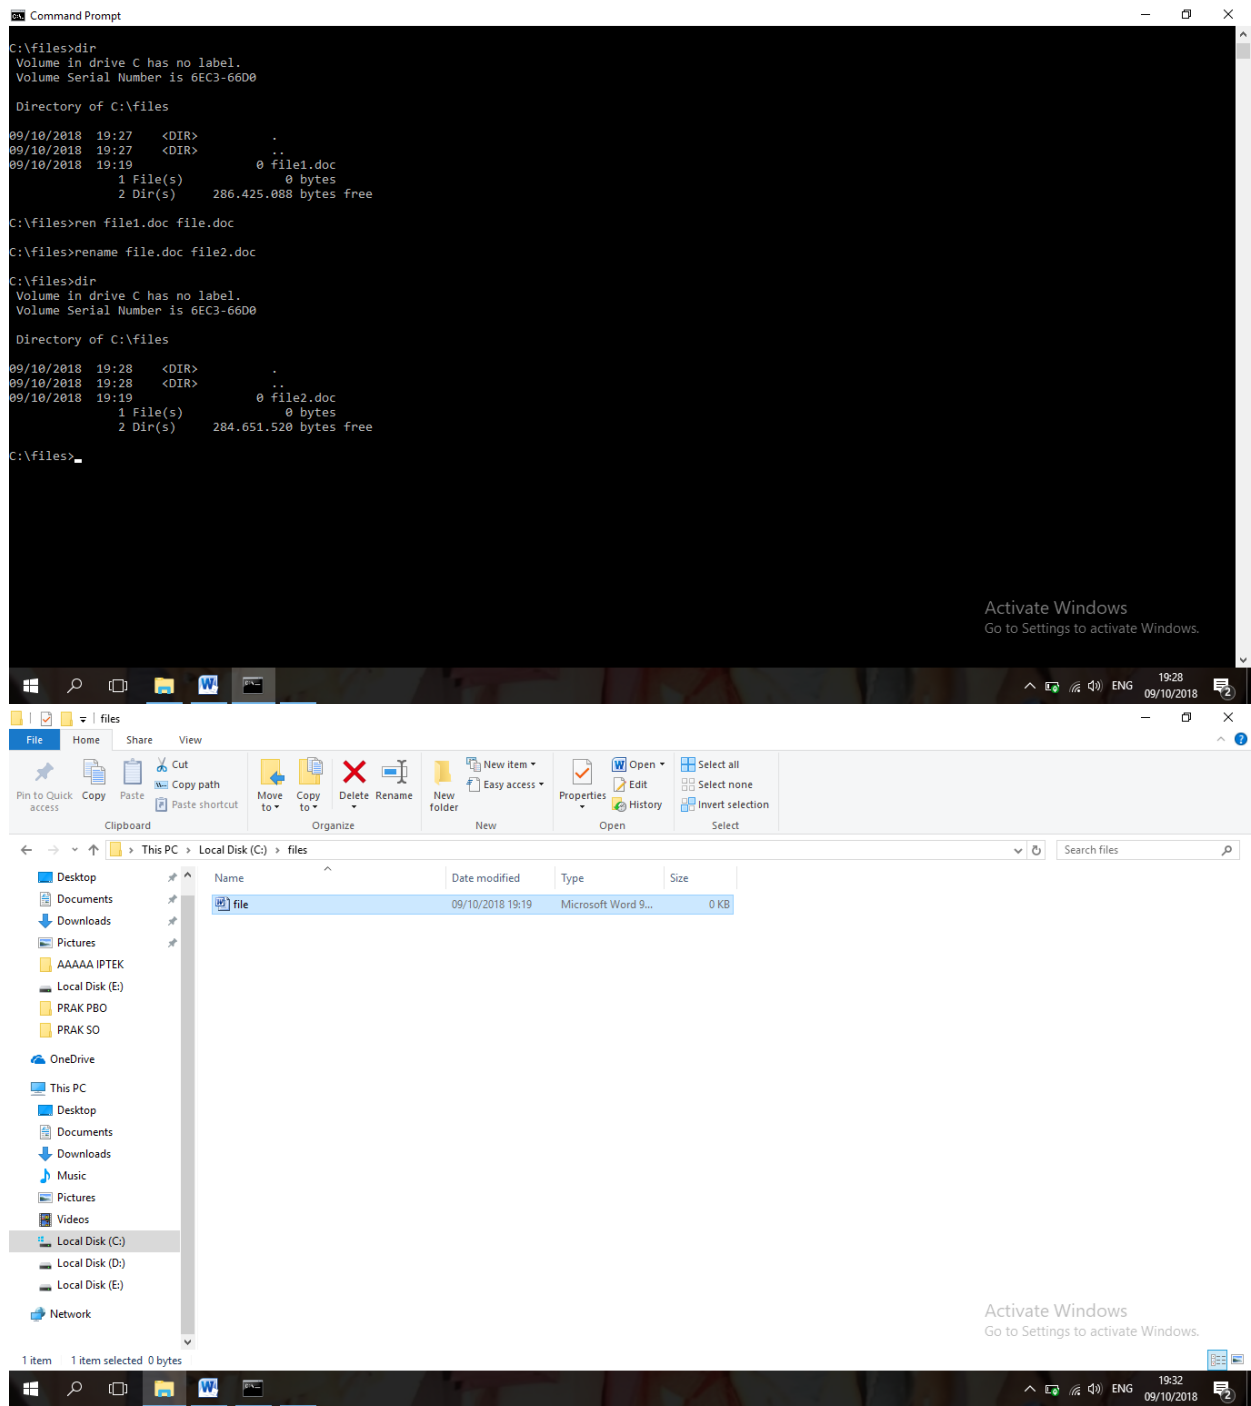 Command Prompt
C:\files>dir
Volume in drive C has no label.
Volume Serial Number is 6EC3-66D0
Directory of C:\files
09/10/2018  19:27    <DIR>          .
09/10/2018  19:27    <DIR>          ..
09/10/2018  19:19                 0 file1.doc
1 File(s)              0 bytes
2 Dir(s)     286.425.088 bytes free
C:\files>ren file1.doc file.doc
C:\files>rename file.doc file2.doc
C:\files>dir
Volume in drive C has no label.
Volume Serial Number is 6EC3-66D0
Directory of C:\files
09/10/2018  19:28    <DIR>          .
09/10/2018  19:28    <DIR>          ..
09/10/2018  19:19                 0 file2.doc
1 File(s)              0 bytes
2 Dir(s)     284.651.520 bytes free
C:\files>
Activate Windows
Go to Settings to activate Windows.
ENG 19:28
09/10/2018 2
files
File Home Share View
Pin to Quick access
Copy
Paste
Cut
Copy path
Paste shortcut
Clipboard
Move to
Copy to
Delete
Rename
Organize
New folder
New item
Easy access
New
Properties
Open
Edit
History
Open
Select all
Select none
Invert selection
Select
This PC > Local Disk (C:) > files
Search files
Name Date modified Type Size
file 09/10/2018 19:19 Microsoft Word 9... 0 KB
Desktop
Documents
Downloads
Pictures
AAAAA IPTEK
Local Disk (E:)
PRAK PBO
PRAK SO
OneDrive
This PC
Desktop
Documents
Downloads
Music
Pictures
Videos
Local Disk (C:)
Local Disk (D:)
Local Disk (E:)
Network
Activate Windows
Go to Settings to activate Windows.
1 item 1 item selected 0 bytes
ENG 19:32
09/10/2018 2